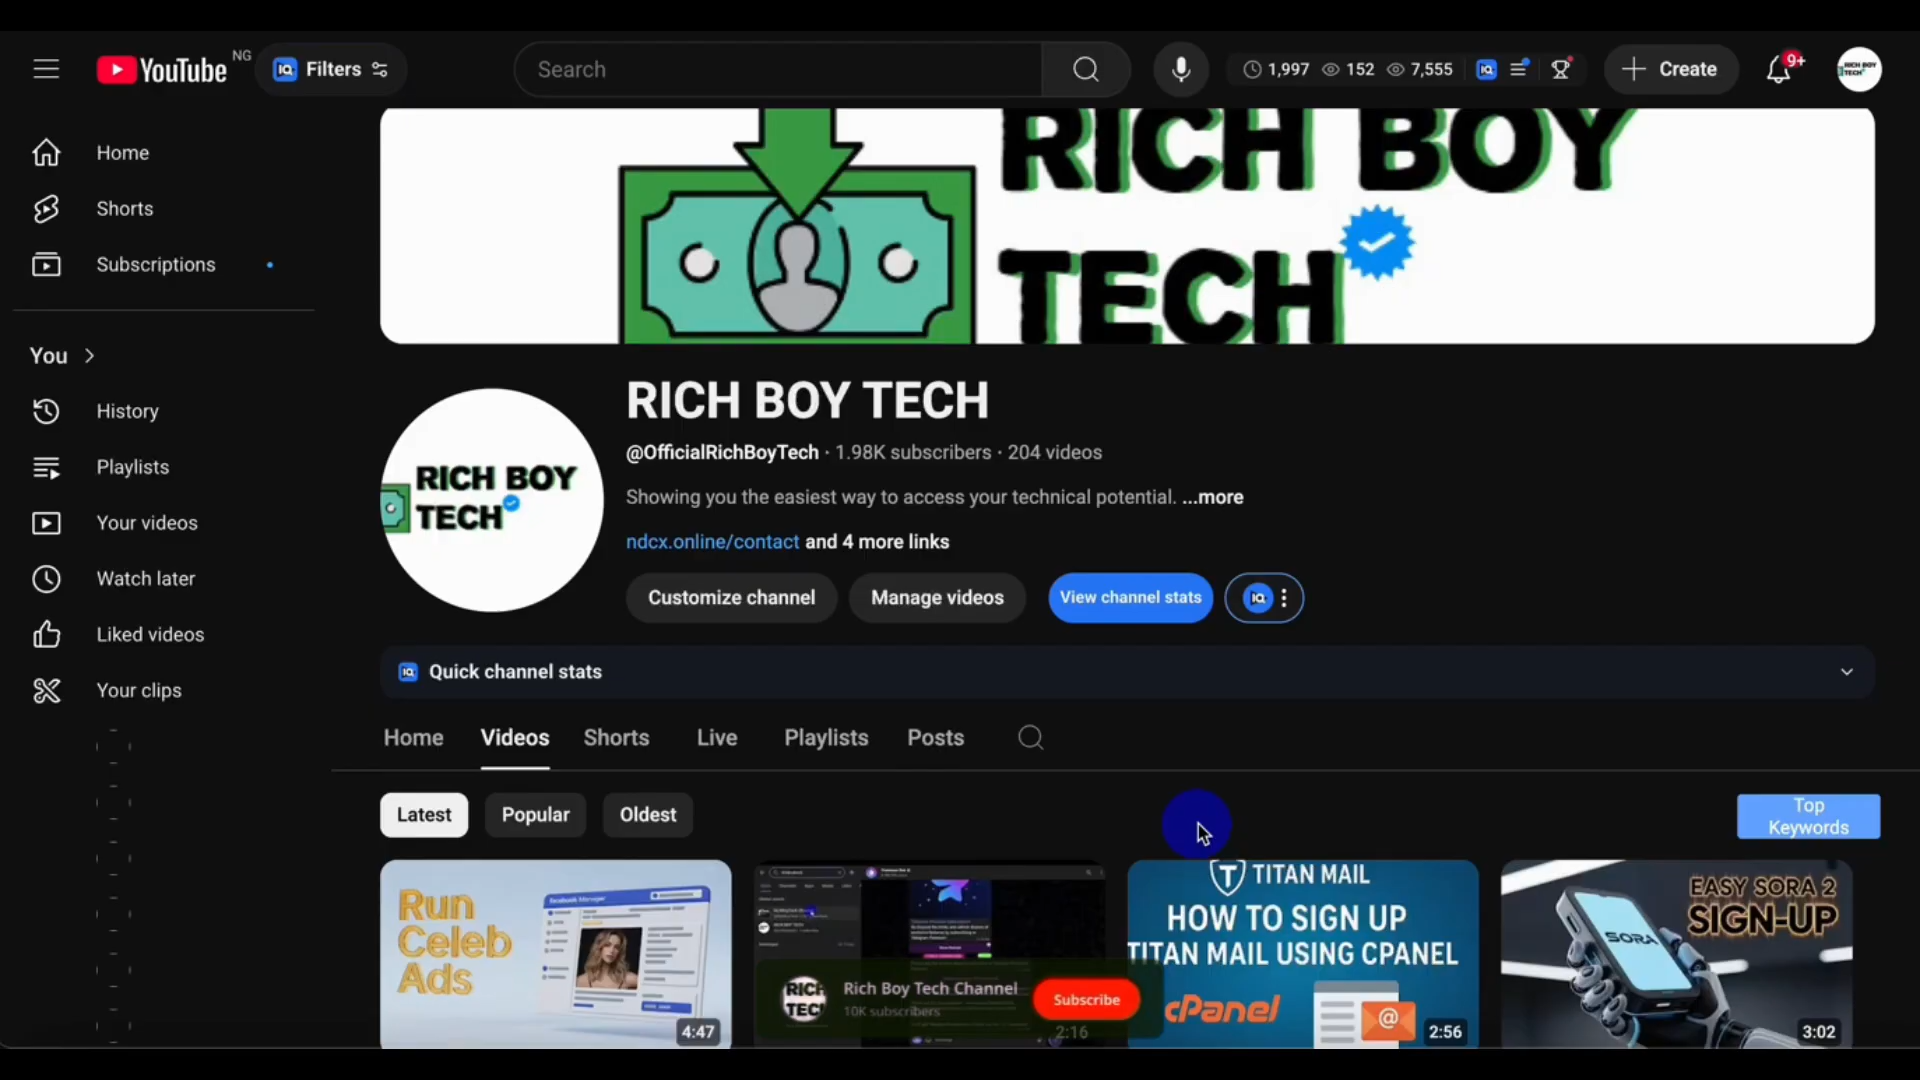 YouTube NG
Filters
Search
1,997 152 7,555
Create
9+
RICH BOY
TECH
Home
Shorts
Subscriptions
You
History
Playlists
Your videos
Watch later
Liked videos
Your clips
RICH BOY
TECH
RICH BOY TECH
@OfficialRichBoyTech · 1.98K subscribers · 204 videos
Showing you the easiest way to access your technical potential. ...more
ndcx.online/contact and 4 more links
Customize channel
Manage videos
View channel stats
Quick channel stats
Home
Videos
Shorts
Live
Playlists
Posts
Latest
Popular
Oldest
Top
Keywords
Run
Celeb
Ads
4:47
Rich Boy Tech Channel
10K subscribers
Subscribe
2:16
TITAN MAIL
HOW TO SIGN UP
TITAN MAIL USING CPANEL
cPanel
2:56
EASY SORA 2
SIGN-UP
SORA
3:02